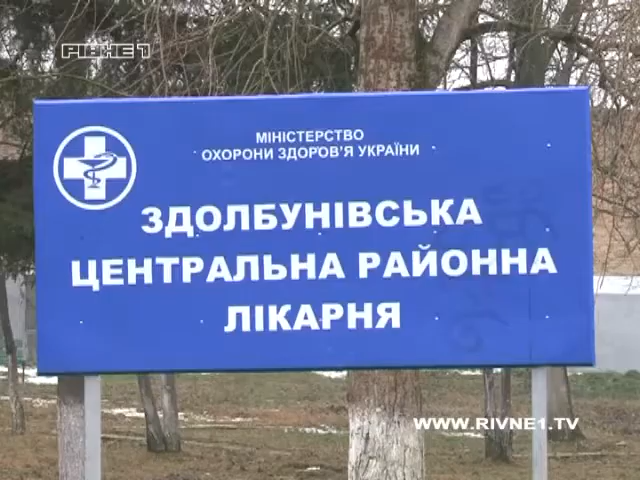 РІВНЕ 1
МІНІСТЕРСТВО
ОХОРОНИ ЗДОРОВ'Я УКРАЇНИ
ЗДОЛБУНІВСЬКА
ЦЕНТРАЛЬНА РАЙОННА
ЛІКАРНЯ
WWW.RIVNE1.TV